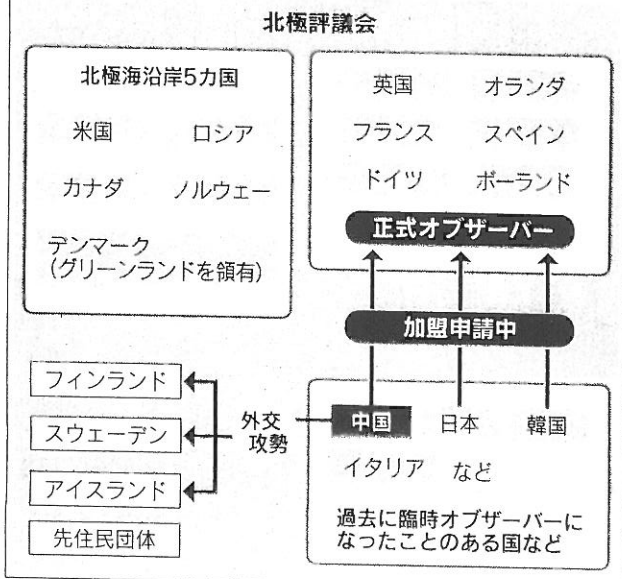 北極評議会
北極海沿岸5カ国
米国 ロシア
カナダ ノルウェー
デンマーク
(グリーンランドを領有)
英国 オランダ
フランス スペイン
ドイツ ポーランド
正式オブザーバー
加盟申請中
フィンランド
スウェーデン
アイスランド
先住民団体
外交
攻勢
中国 日本 韓国
イタリア など
過去に臨時オブザーバーに
なったことのある国など